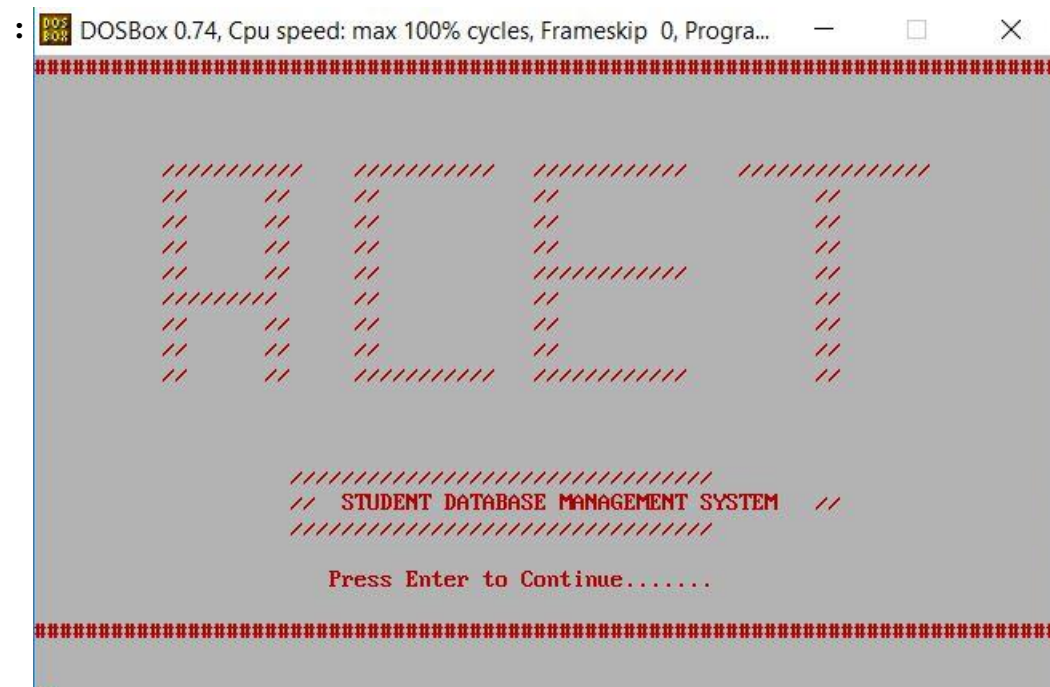 :
DOSBox 0.74, Cpu speed: max 100% cycles, Frameskip 0, Progra...
###############################################################################
ACET
/////////////////////////////////
// STUDENT DATABASE MANAGEMENT SYSTEM //
/////////////////////////////////
Press Enter to Continue.......
###############################################################################